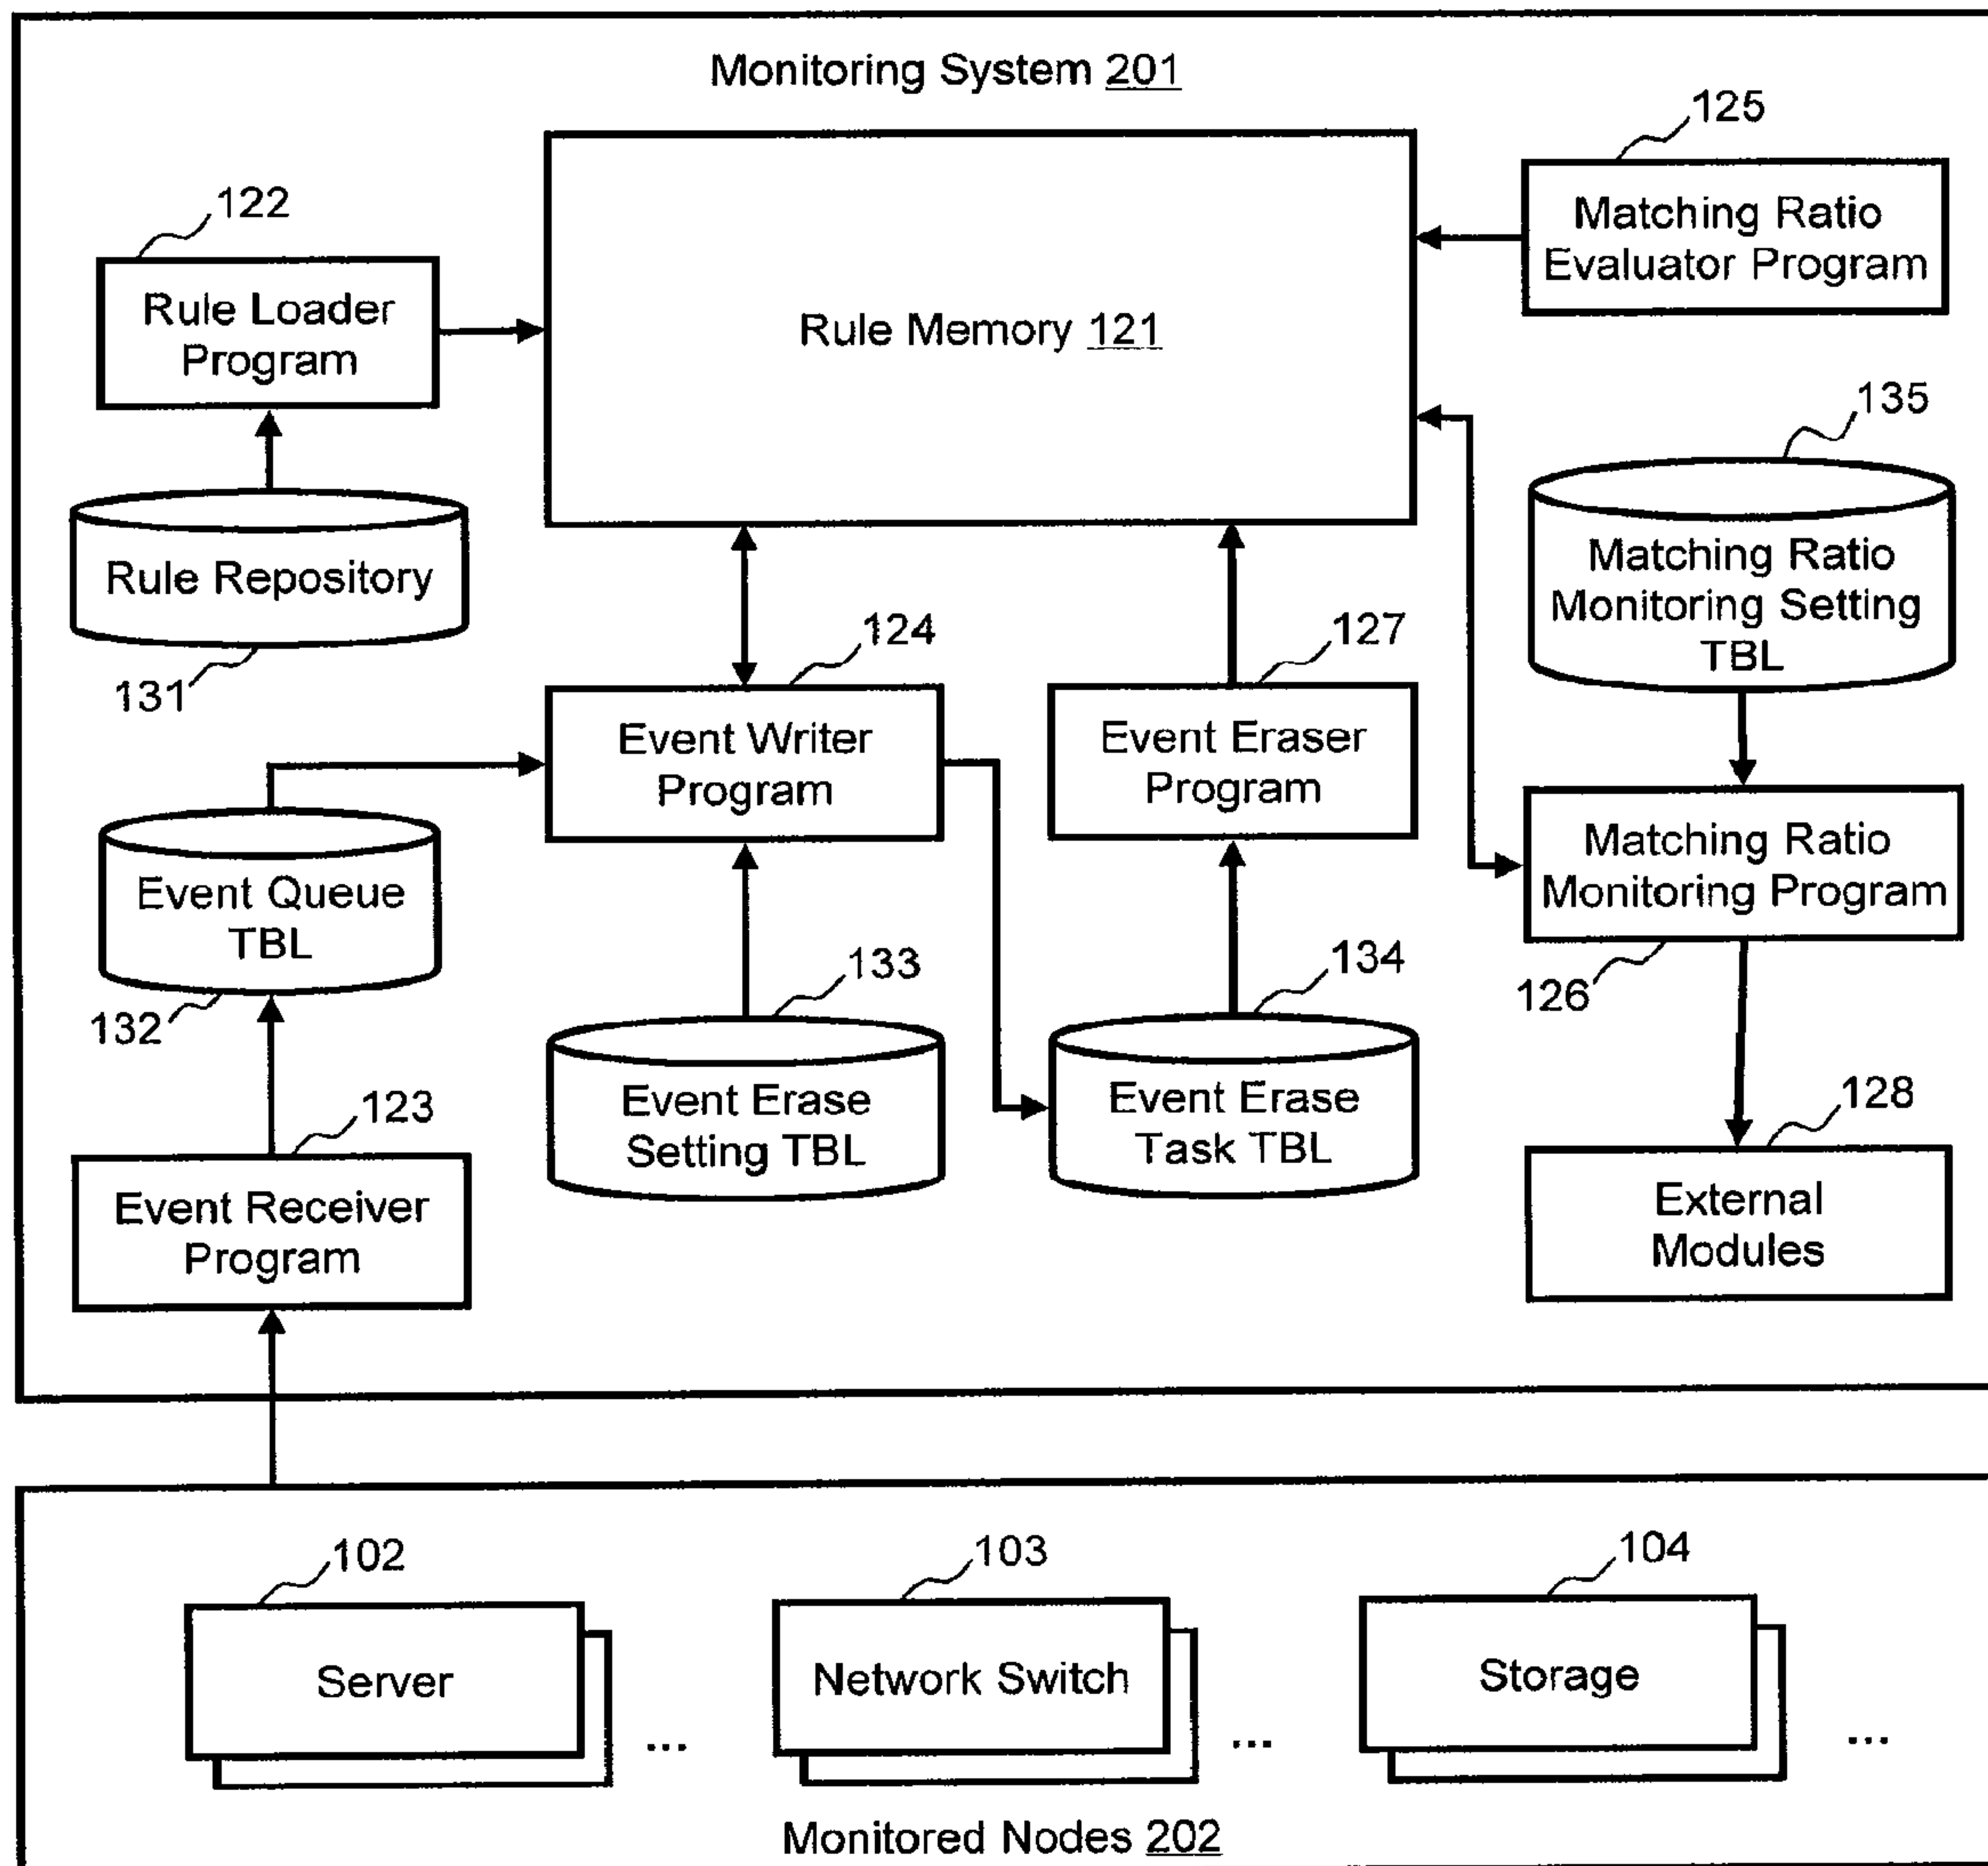 Monitoring System 201
125
Matching Ratio
Evaluator Program
122
Rule Loader
Program
Rule Memory 121
135
Matching Ratio
Monitoring Setting
TBL
Rule Repository
131
124
Event Writer
Program
127
Event Eraser
Program
Matching Ratio
Monitoring Program
126
Event Queue
TBL
132
133
Event Erase
Setting TBL
134
Event Erase
Task TBL
123
Event Receiver
Program
128
External
Modules
102
Server
...
103
Network Switch
...
104
Storage
...
Monitored Nodes 202